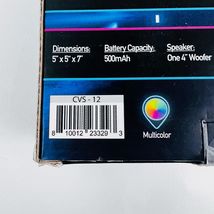 Dimensions: Battery Capacity: Speaker:
5" x 5" x 7" 500mAh One 4" Woofer
CVS - 12
8 10012 23329 3
Multicolor